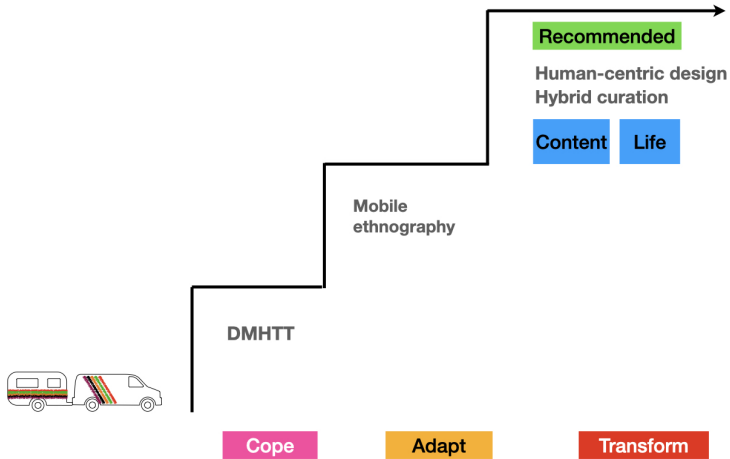 Recommended
Human-centric design
Hybrid curation
Content Life
Mobile
ethnography
DMHTT
Cope Adapt Transform